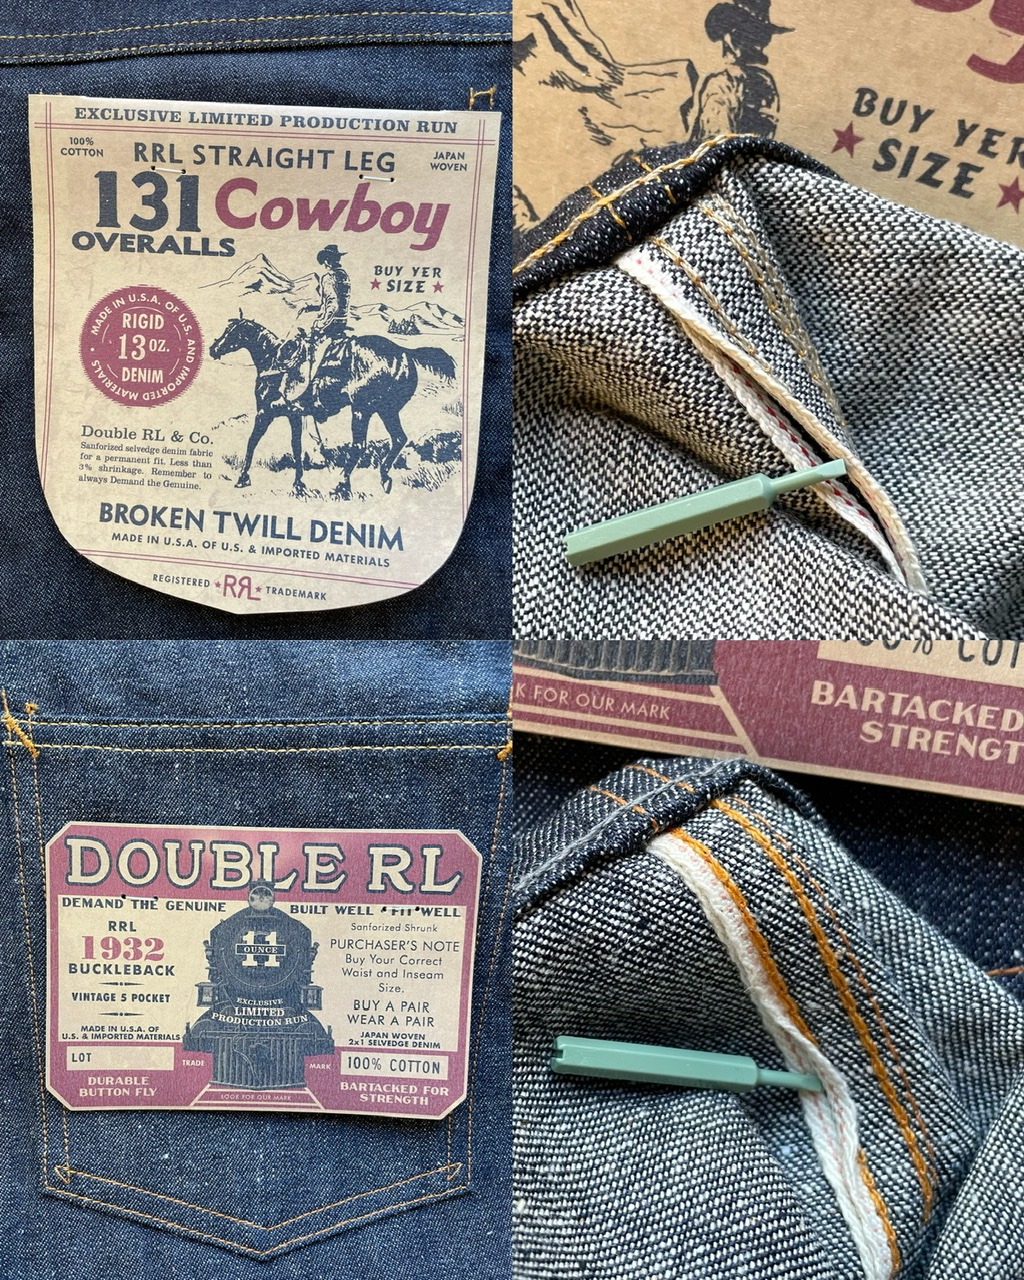 EXCLUSIVE LIMITED PRODUCTION RUN
100%
COTTON
RRL STRAIGHT LEG
JAPAN
WOVEN
131 Cowboy
OVERALLS
BUY YER
★ SIZE ★
MADE IN U.S.A. OF U.S. AND IMPORTED MATERIALS
RIGID
13 OZ.
DENIM
Double RL & Co.
Sanforized selvedge denim fabric
for a permanent fit. Less than
3% shrinkage. Remember to
always Demand the Genuine.
BROKEN TWILL DENIM
MADE IN U.S.A. OF U.S. & IMPORTED MATERIALS
REGISTERED ★RRL★ TRADEMARK
BUY YER
★ SIZE ★
DOUBLE RL
DEMAND THE GENUINE
BUILT WELL • FIT WELL
RRL
1932
BUCKLEBACK
VINTAGE 5 POCKET
MADE IN U.S.A. OF
U.S. & IMPORTED MATERIALS
LOT
DURABLE
BUTTON FLY
11
OUNCE
EXCLUSIVE
LIMITED
PRODUCTION RUN
TRADE
MARK
LOOK FOR OUR MARK
Sanforized Shrunk
PURCHASER'S NOTE
Buy Your Correct
Waist and Inseam
Size.
BUY A PAIR
WEAR A PAIR
JAPAN WOVEN
2x1 SELVEDGE DENIM
100% COTTON
BARTACKED FOR
STRENGTH
K FOR OUR MARK
BARTACKED
STRENGT